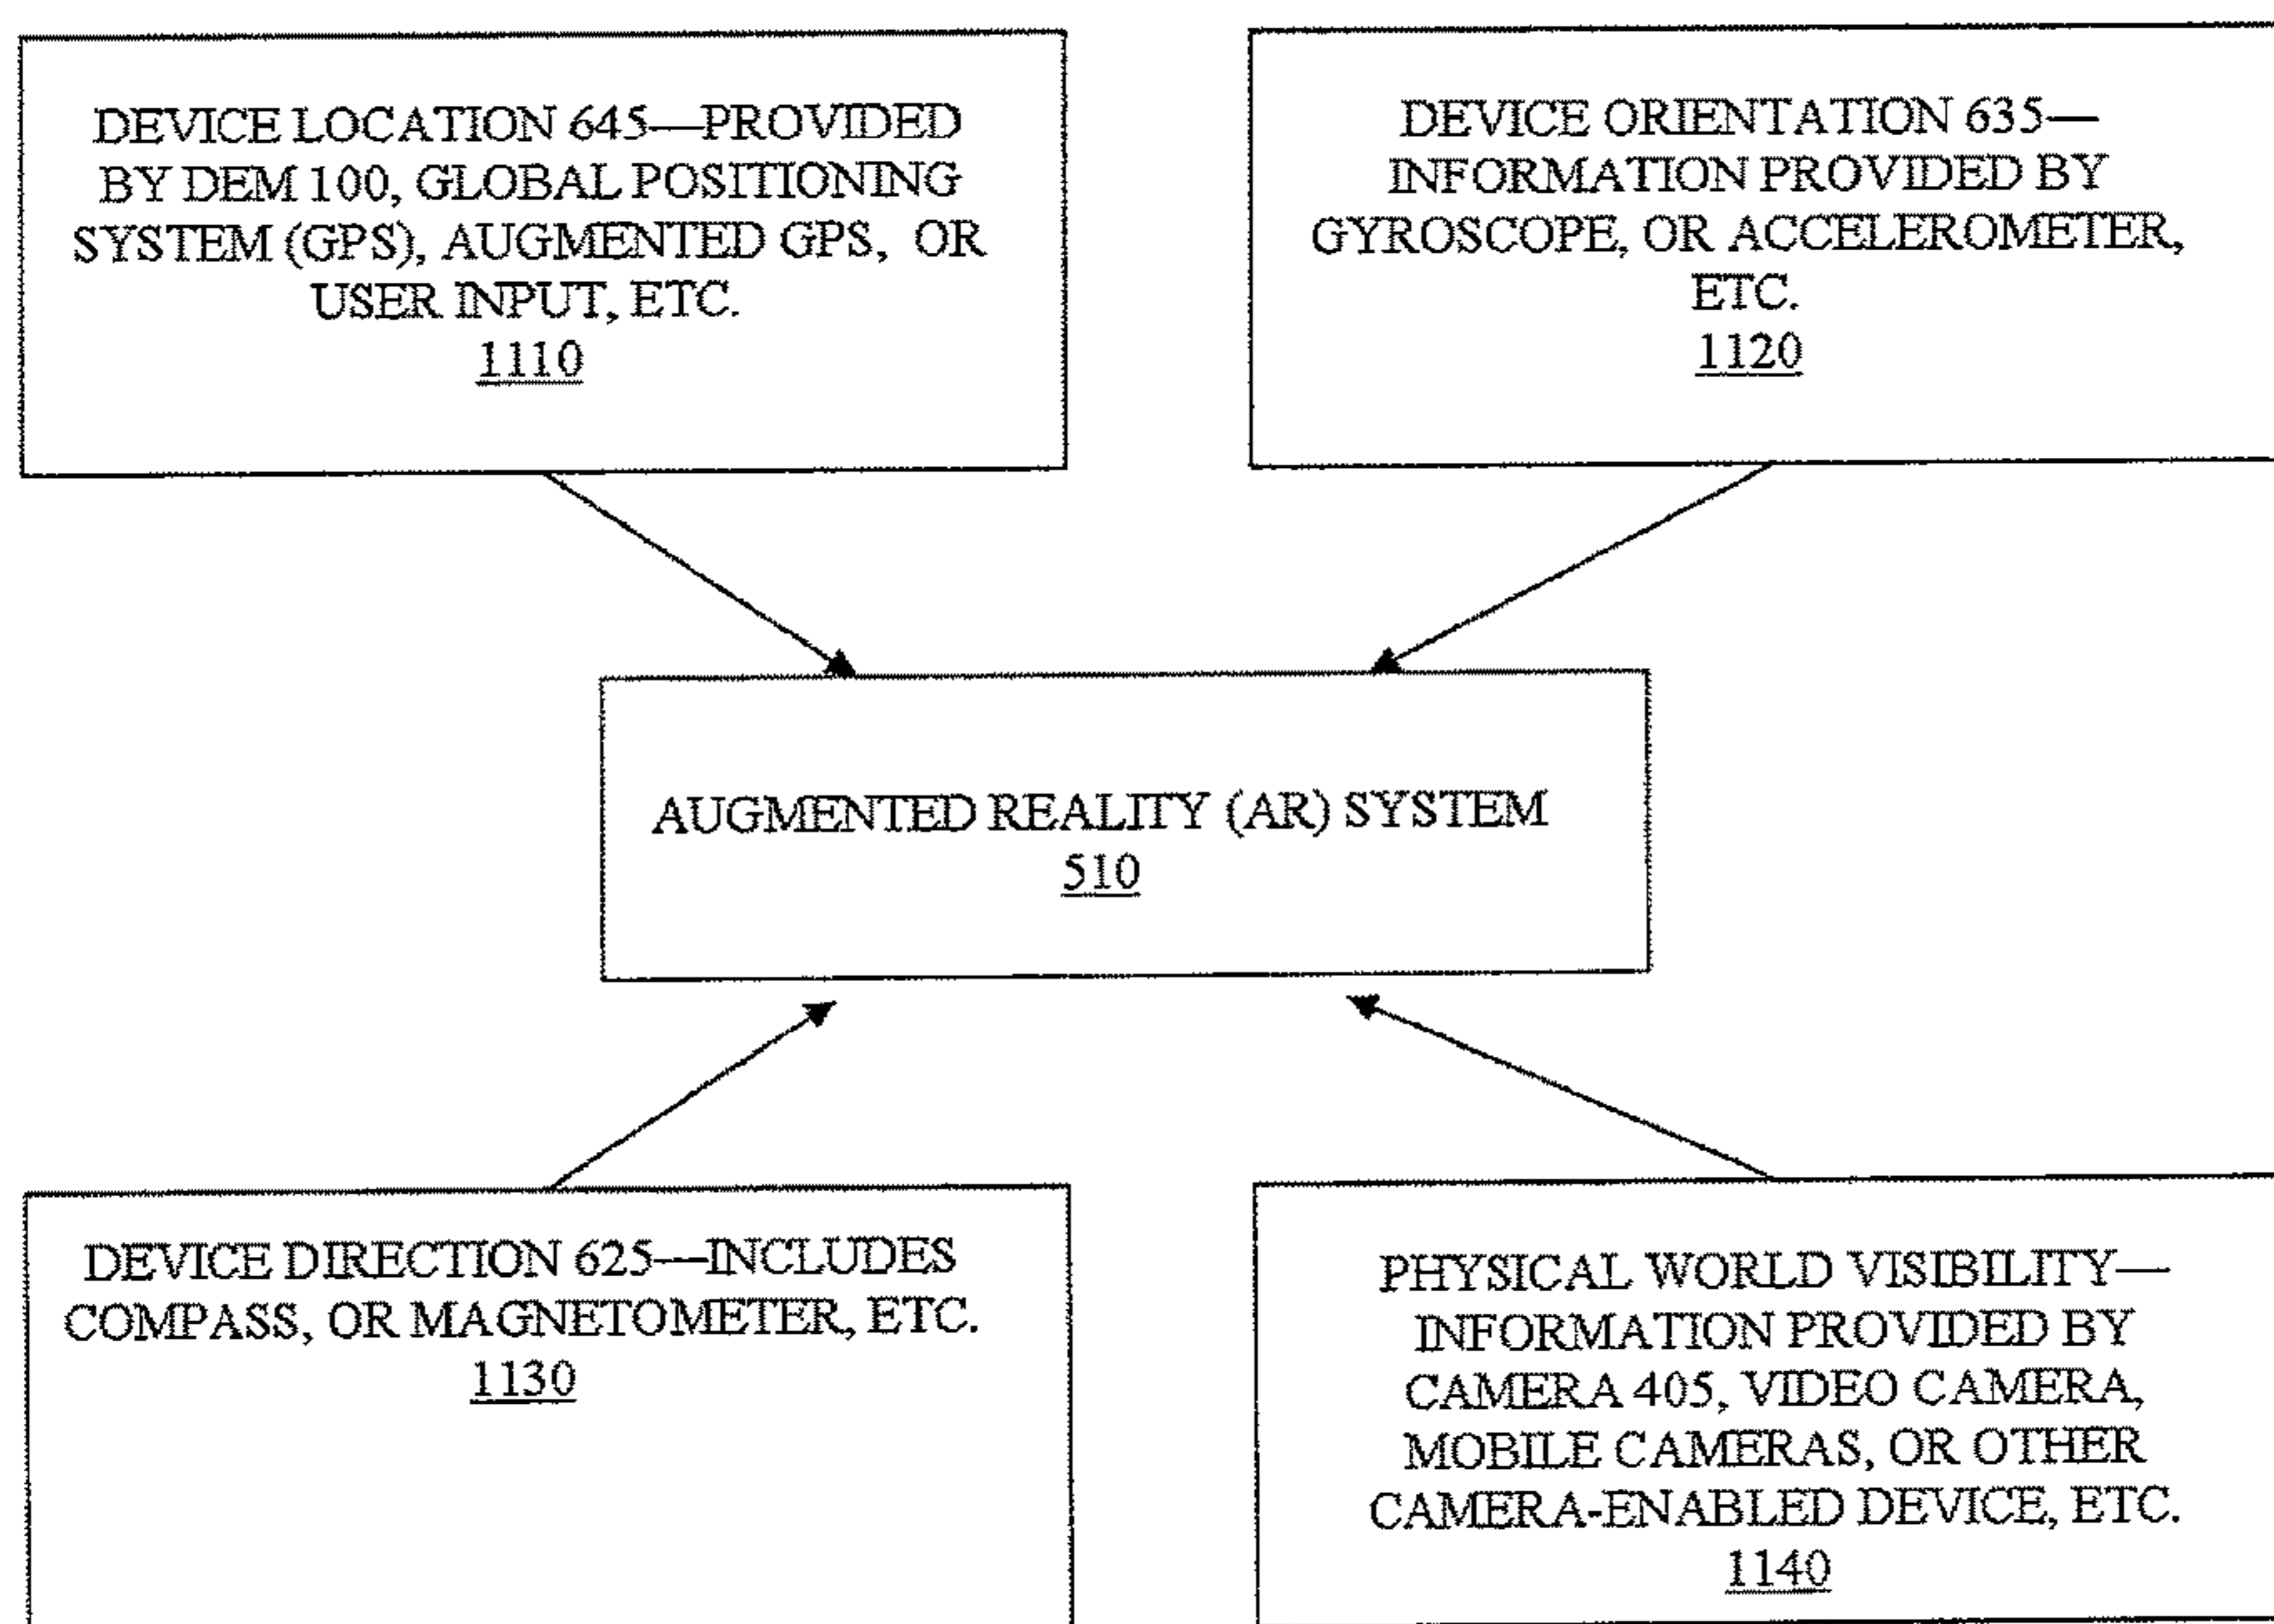 DEVICE LOCATION 645—PROVIDED
BY DEM 100, GLOBAL POSITIONING
SYSTEM (GPS), AUGMENTED GPS, OR
USER INPUT, ETC.
1110
DEVICE ORIENTATION 635—
INFORMATION PROVIDED BY
GYROSCOPE, OR ACCELEROMETER,
ETC.
1120
AUGMENTED REALITY (AR) SYSTEM
510
DEVICE DIRECTION 625—INCLUDES
COMPASS, OR MAGNETOMETER, ETC.
1130
PHYSICAL WORLD VISIBILITY—
INFORMATION PROVIDED BY
CAMERA 405, VIDEO CAMERA,
MOBILE CAMERAS, OR OTHER
CAMERA-ENABLED DEVICE, ETC.
1140